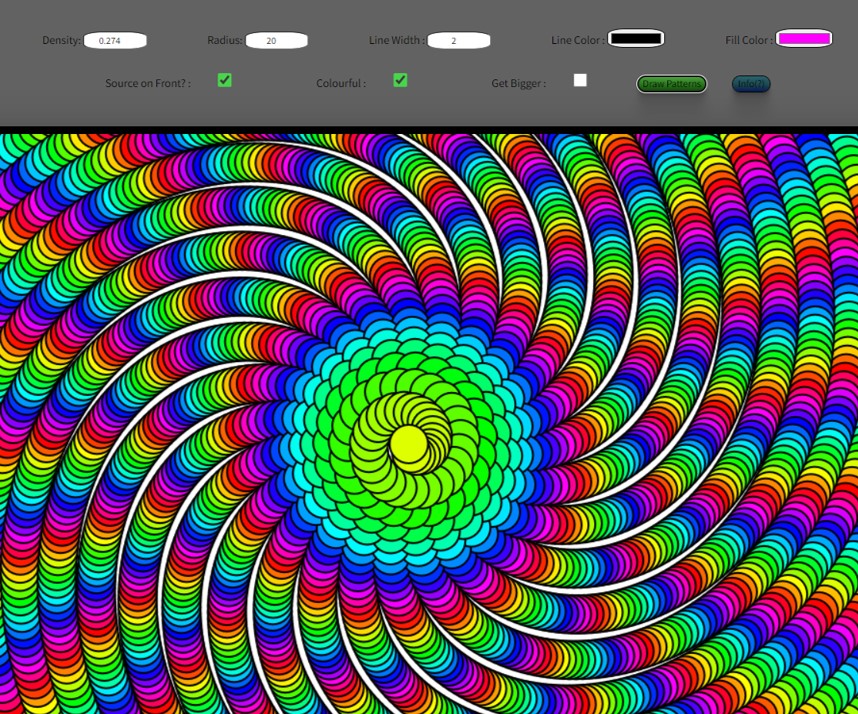 Density: 0.274 Radius: 20 Line Width : 2 Line Color : Fill Color :
Source on Front? : Colourful : Get Bigger : Draw Patterns Info(?)